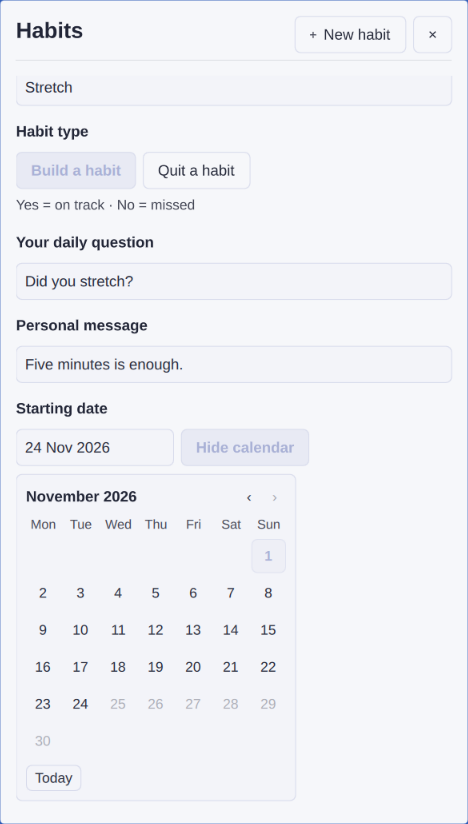 Habits
+ New habit
×
Stretch
Habit type
Build a habit
Quit a habit
Yes = on track · No = missed
Your daily question
Did you stretch?
Personal message
Five minutes is enough.
Starting date
24 Nov 2026
Hide calendar
November 2026 ‹ ›
Mon Tue Wed Thu Fri Sat Sun
1
2 3 4 5 6 7 8
9 10 11 12 13 14 15
16 17 18 19 20 21 22
23 24 25 26 27 28 29
30
Today